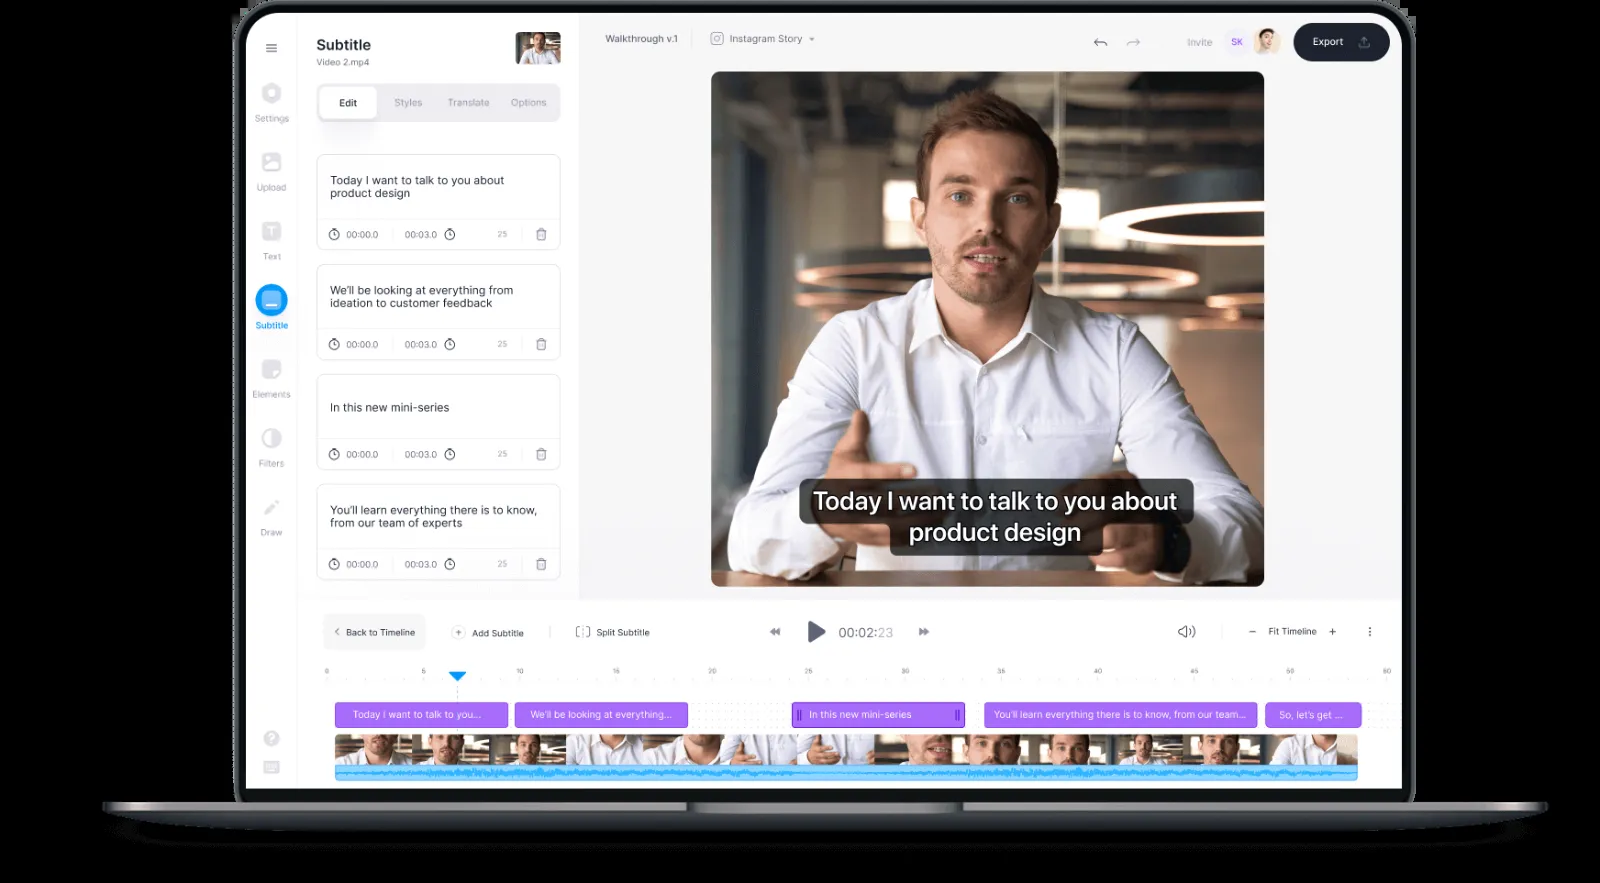 Subtitle
Video 2.mp4
Edit
Styles
Translate
Options
Today I want to talk to you about
product design
00:00.0
00:03.0
25
We'll be looking at everything from
ideation to customer feedback
00:00.0
00:03.0
25
In this new mini-series
00:00.0
00:03.0
25
You'll learn everything there is to know,
from our team of experts
00:00.0
00:03.0
25
Settings
Upload
T
Text
Subtitle
Elements
Filters
Draw
?
Walkthrough v.1
Instagram Story
Invite
SK
Export
Today I want to talk to you about
product design
Back to Timeline
Add Subtitle
Split Subtitle
00:02:23
Fit Timeline
5
10
15
20
25
30
35
40
45
50
60
Today i want to talk to you...
We'll be looking at everything...
In this new mini-series
You'll learn everything there is to know, from our team...
So, let's get ...